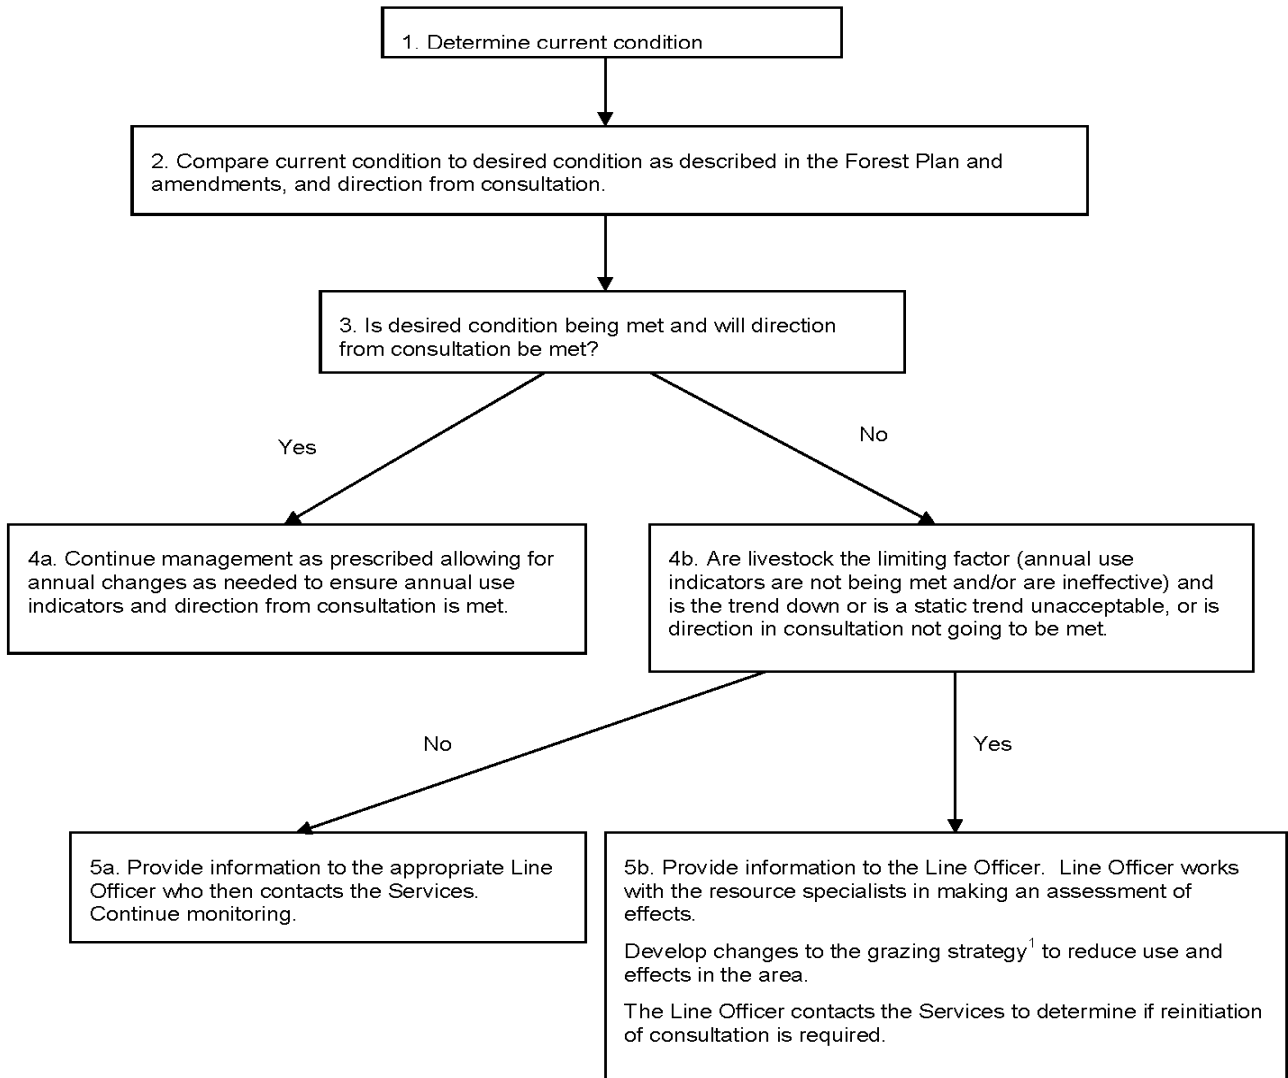 1. Determine current condition
2. Compare current condition to desired condition as described in the Forest Plan and
amendments, and direction from consultation.
3. Is desired condition being met and will direction
from consultation be met?
Yes
No
4a. Continue management as prescribed allowing for
annual changes as needed to ensure annual use
indicators and direction from consultation is met.
4b. Are livestock the limiting factor (annual use
indicators are not being met and/or are ineffective) and
is the trend down or is a static trend unacceptable, or is
direction in consultation not going to be met.
No
Yes
5a. Provide information to the appropriate Line
Officer who then contacts the Services.
Continue monitoring.
5b. Provide information to the Line Officer.  Line Officer works
with the resource specialists in making an assessment of
effects.
Develop changes to the grazing strategy¹ to reduce use and
effects in the area.
The Line Officer contacts the Services to determine if reinitiation
of consultation is required.